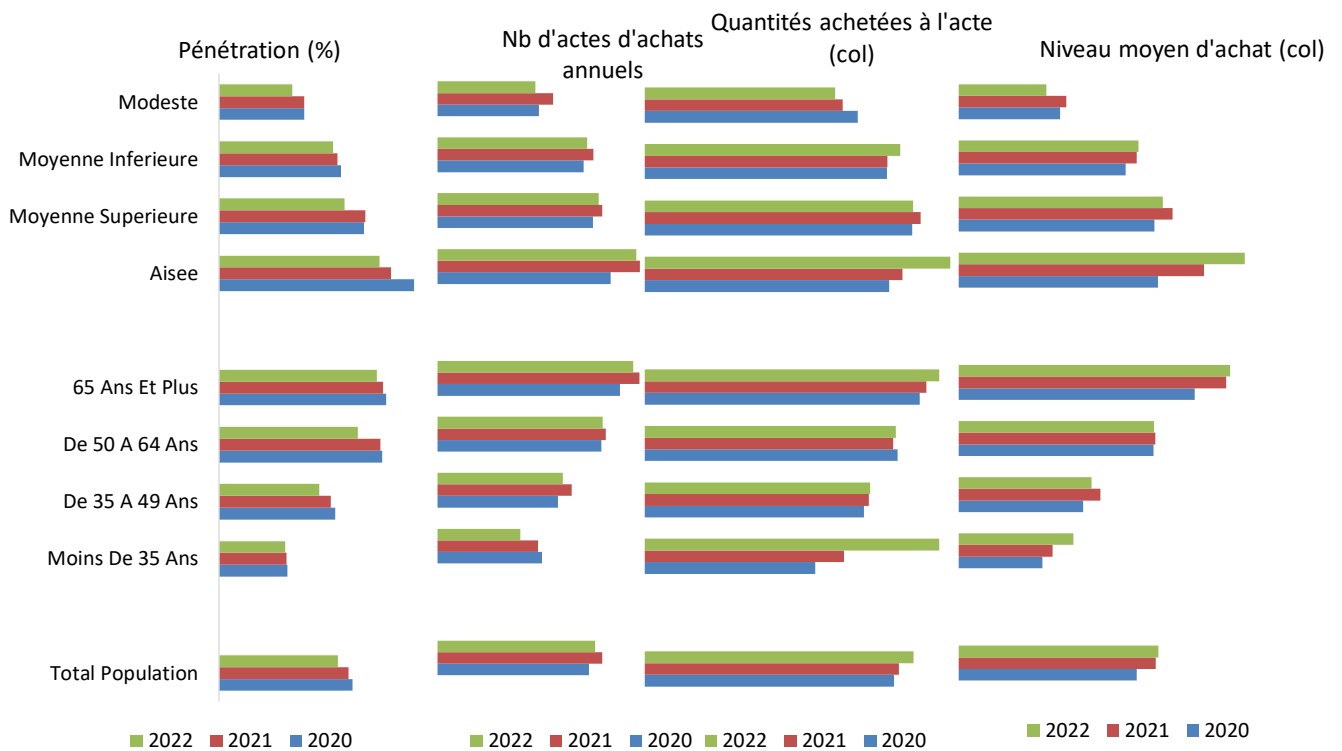 Pénétration (%)
Nb d'actes d'achats
annuels
Quantités achetées à l'acte
(col)
Niveau moyen d'achat (col)
Modeste
Moyenne Inferieure
Moyenne Superieure
Aisee
65 Ans Et Plus
De 50 A 64 Ans
De 35 A 49 Ans
Moins De 35 Ans
Total Population
2022 2021 2020
2022 2021 2020
2022 2021 2020
2022 2021 2020